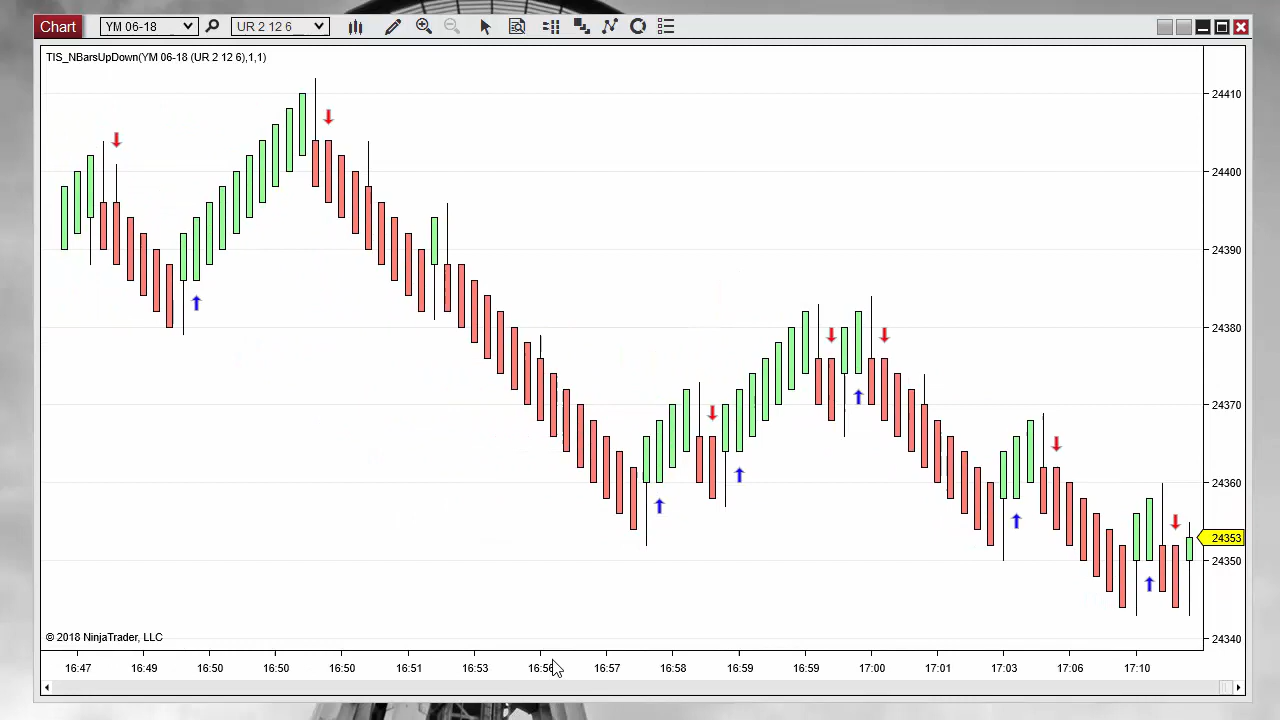 Chart YM 06-18 UR 2 12 6
TIS_NBarsUpDown(YM 06-18 (UR 2 12 6),1,1)
24410
24400
24390
24380
24370
24360
24353
24350
24340
© 2018 NinjaTrader, LLC
16:47 16:49 16:50 16:50 16:50 16:51 16:53 16:56 16:57 16:58 16:59 16:59 17:00 17:01 17:03 17:06 17:10